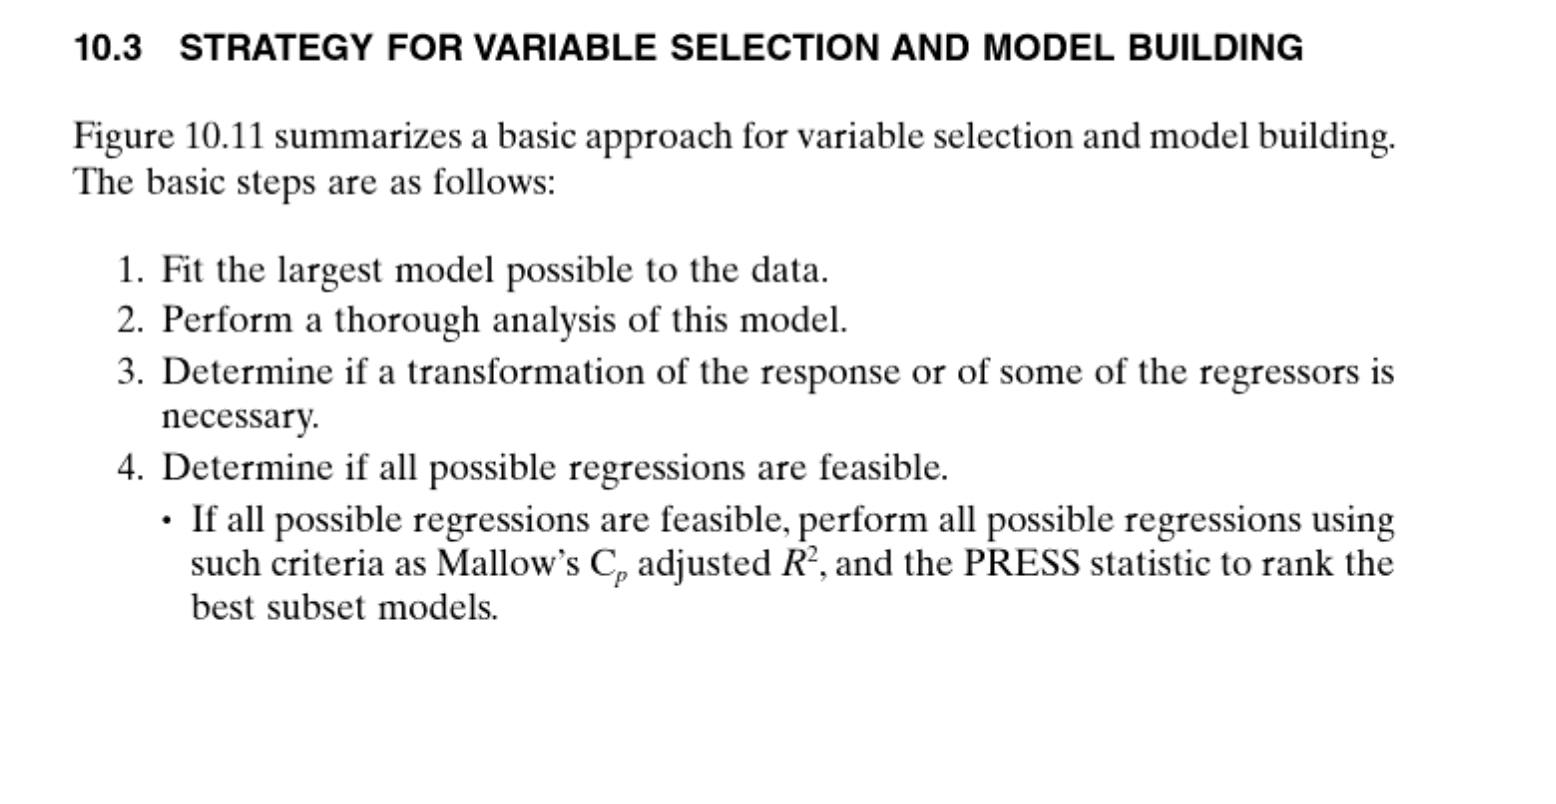 10.3 STRATEGY FOR VARIABLE SELECTION AND MODEL BUILDING
Figure 10.11 summarizes a basic approach for variable selection and model building.
The basic steps are as follows:
1. Fit the largest model possible to the data.
2. Perform a thorough analysis of this model.
3. Determine if a transformation of the response or of some of the regressors is
necessary.
4. Determine if all possible regressions are feasible.
• If all possible regressions are feasible, perform all possible regressions using
such criteria as Mallow's Cₚ adjusted R², and the PRESS statistic to rank the
best subset models.